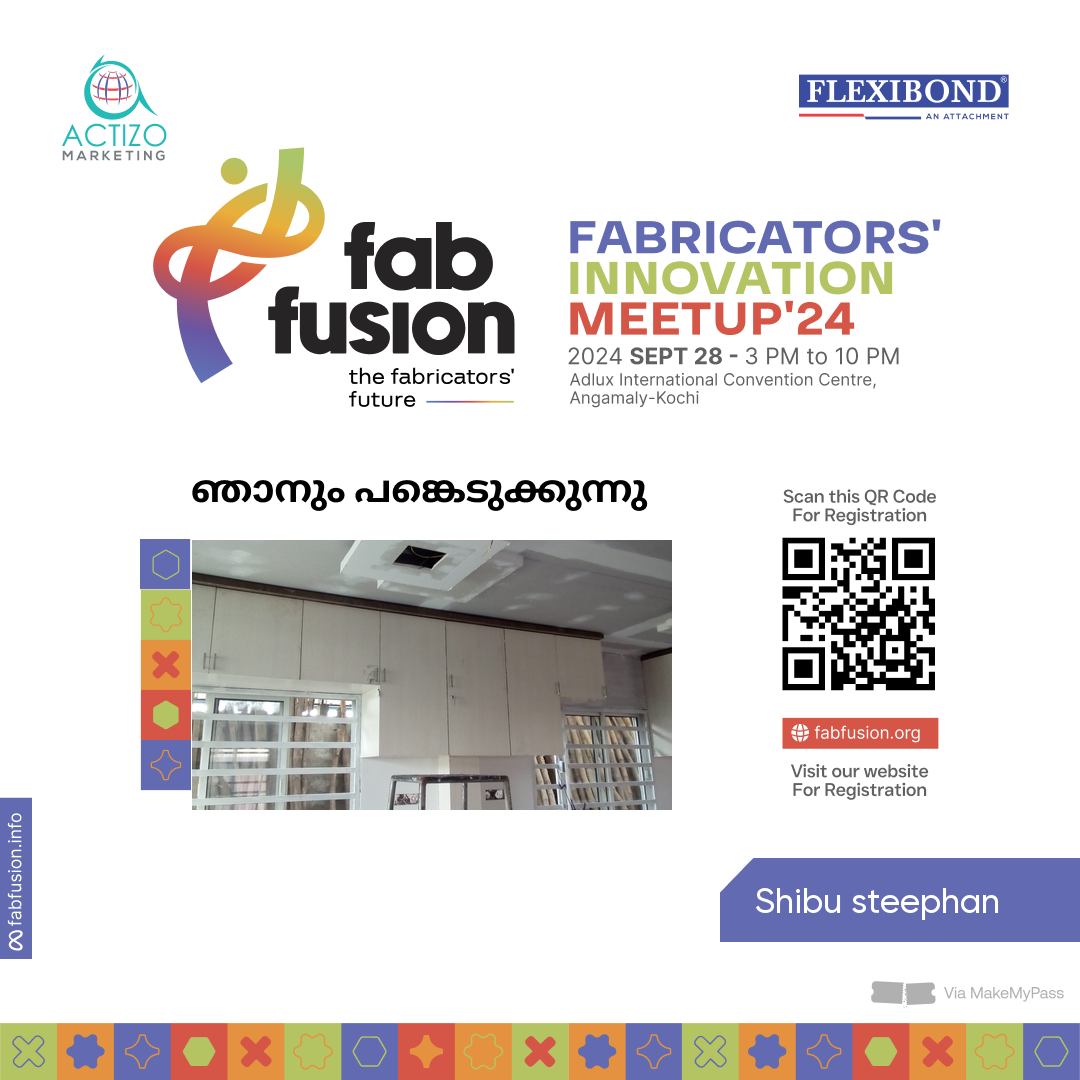 ACTIZO
MARKETING
FLEXIBOND®
AN ATTACHMENT
fab
fusion
the fabricators'
future
FABRICATORS'
INNOVATION
MEETUP'24
2024 SEPT 28 - 3 PM to 10 PM
Adlux International Convention Centre,
Angamaly-Kochi
ഞാനും പങ്കെടുക്കുന്നു
Scan this QR Code
For Registration
fabfusion.org
Visit our website
For Registration
fabfusion.info
Shibu steephan
Via MakeMyPass